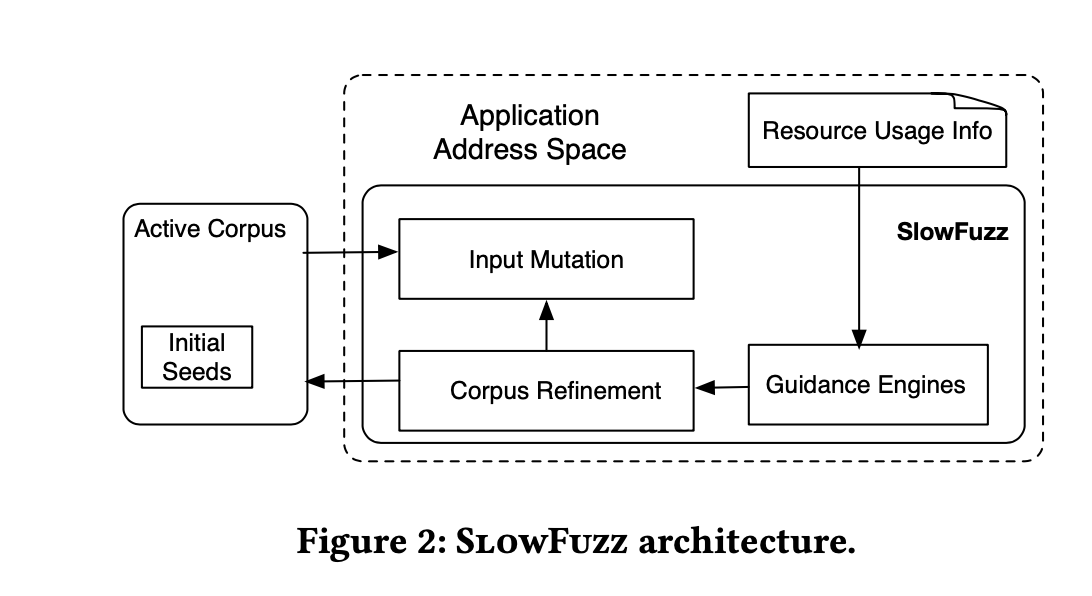 Application
Address Space
Resource Usage Info
Active Corpus
SlowFuzz
Input Mutation
Initial
Seeds
Corpus Refinement
Guidance Engines
Figure 2: SlowFuzz architecture.